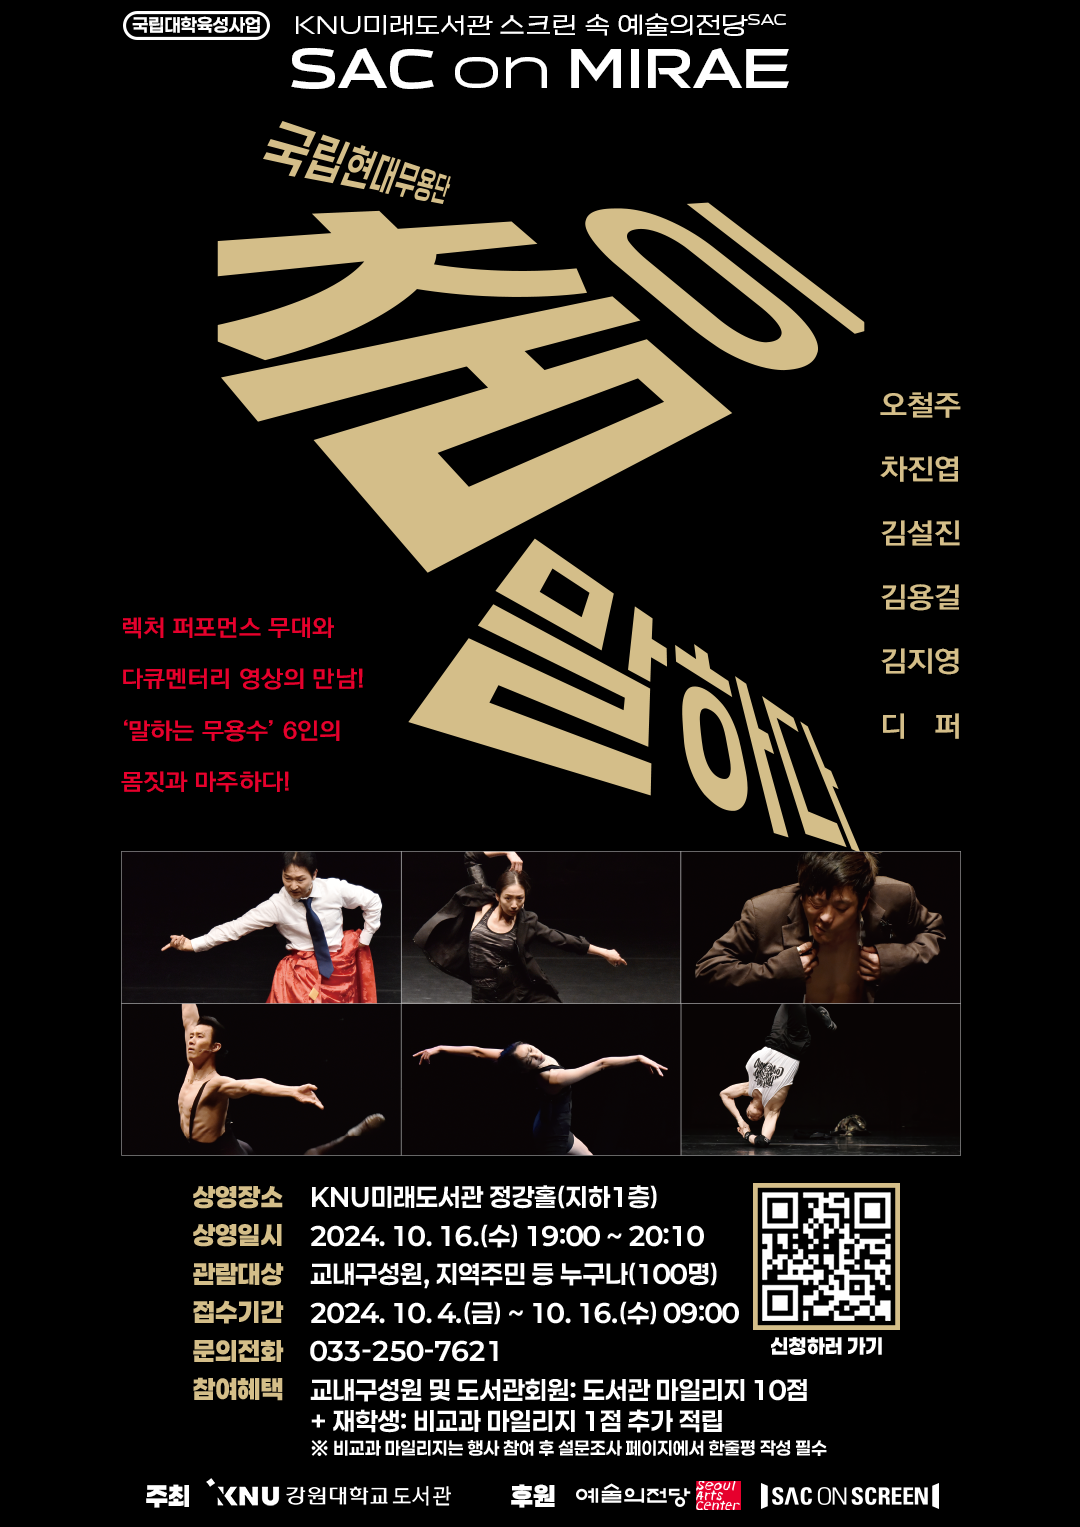 국립대학육성사업
KNU미래도서관 스크린 속 예술의전당SAC
SAC on MIRAE
국립현대무용단
춤이
말하다
오철주
차진엽
김설진
김용걸
김지영
디 퍼
렉처 퍼포먼스 무대와
다큐멘터리 영상의 만남!
‘말하는 무용수’ 6인의
몸짓과 마주하다!
상영장소 KNU미래도서관 정강홀(지하1층)
상영일시 2024. 10. 16.(수) 19:00 ~ 20:10
관람대상 교내구성원, 지역주민 등 누구나(100명)
접수기간 2024. 10. 4.(금) ~ 10. 16.(수) 09:00
문의전화 033-250-7621
참여혜택 교내구성원 및 도서관회원: 도서관 마일리지 10점
+ 재학생: 비교과 마일리지 1점 추가 적립
※ 비교과 마일리지는 행사 참여 후 설문조사 페이지에서 한줄평 작성 필수
신청하러 가기
주최 KNU 강원대학교도서관 후원 예술의전당 Seoul Arts Center SAC ON SCREEN